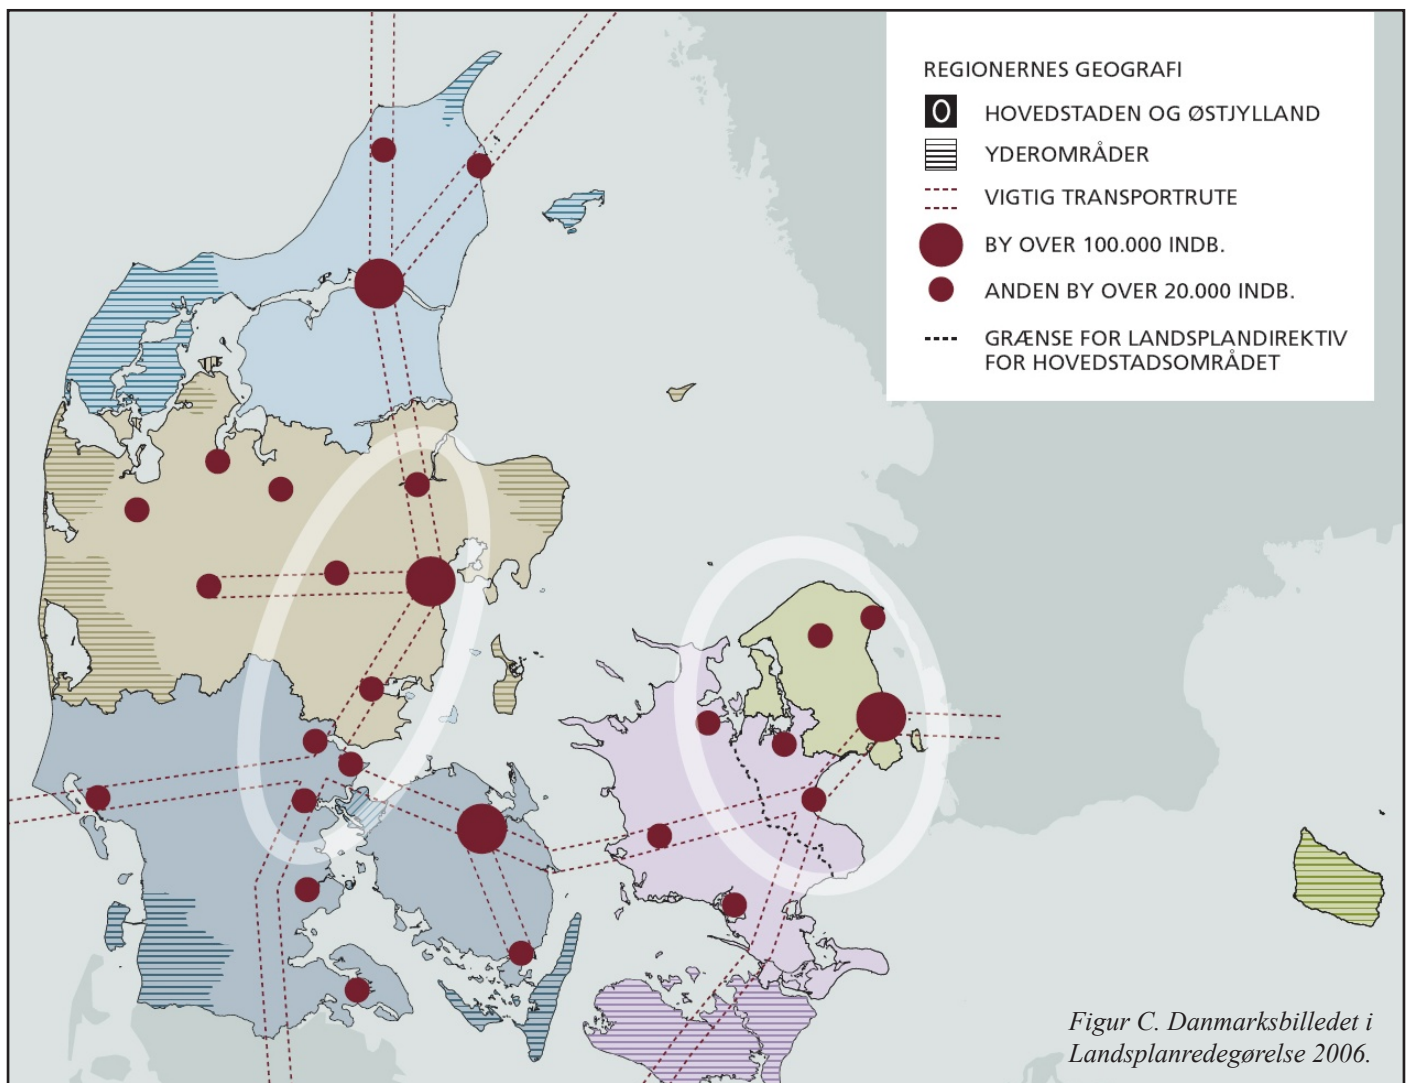 REGIONERNES GEOGRAFI
HOVEDSTADEN OG ØSTJYLLAND
YDEROMRÅDER
VIGTIG TRANSPORTRUTE
BY OVER 100.000 INDB.
ANDEN BY OVER 20.000 INDB.
GRÆNSE FOR LANDSPLANDIREKTIV
FOR HOVEDSTADSOMRÅDET
Figur C. Danmarksbilledet i
Landsplanredegørelse 2006.